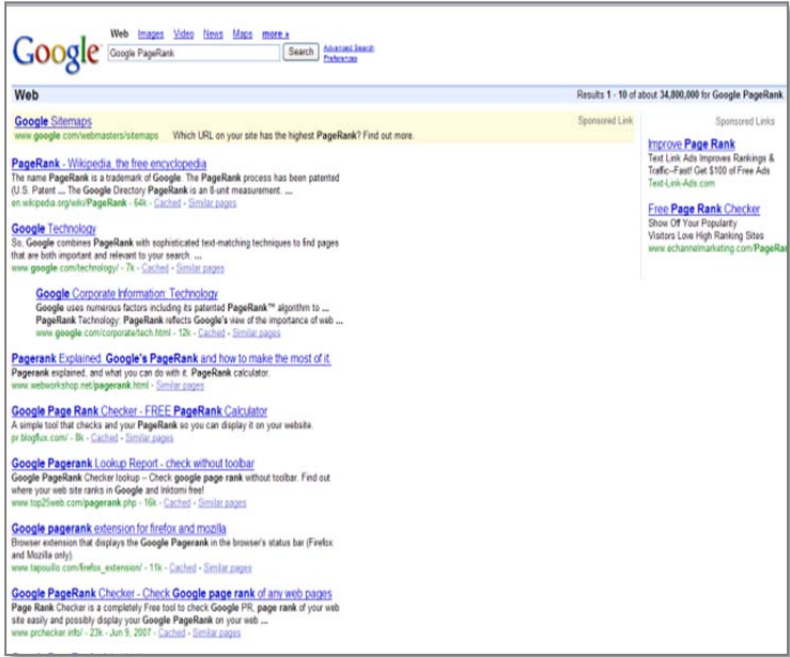 Web Images Video News Maps more »
Google
Google PageRank
Search
Advanced Search
Preferences
Web
Results 1 - 10 of about 34,800,000 for Google PageRank
Google Sitemaps
Sponsored Link
www.google.com/webmasters/sitemaps Which URL on your site has the highest PageRank? Find out more.
PageRank - Wikipedia, the free encyclopedia
The name PageRank is a trademark of Google. The PageRank process has been patented
(U.S. Patent ... The Google Directory PageRank is an 8-unit measurement. ...
en.wikipedia.org/wiki/PageRank - 64k - Cached - Similar pages
Google Technology
So, Google combines PageRank with sophisticated text-matching techniques to find pages
that are both important and relevant to your search. ...
www.google.com/technology/ - 7k - Cached - Similar pages
Google Corporate Information: Technology
Google uses numerous factors including its patented PageRank™ algorithm to ...
PageRank Technology: PageRank reflects Google's view of the importance of web ...
www.google.com/corporate/tech.html - 12k - Cached - Similar pages
Pagerank Explained. Google's PageRank and how to make the most of it.
Pagerank explained, and what you can do with it. PageRank calculator.
www.webworkshop.net/pagerank.html - Similar pages
Google Page Rank Checker - FREE PageRank Calculator
A simple tool that checks and your PageRank so you can display it on your website.
pr.blogflux.com/ - 8k - Cached - Similar pages
Google Pagerank Lookup Report - check without toolbar
Google PageRank Checker lookup – Check google page rank without toolbar. Find out
where your web site ranks in Google and Inktomi free!
www.top25web.com/pagerank.php - 16k - Cached - Similar pages
Google pagerank extension for firefox and mozilla
Browser extension that displays the Google Pagerank in the browser's status bar (Firefox
and Mozilla only).
www.tapouillo.com/firefox_extension/ - 11k - Cached - Similar pages
Google PageRank Checker - Check Google page rank of any web pages
Page Rank Checker is a completely Free tool to check Google PR, page rank of your web
site easily and possibly display your Google PageRank on your web ...
www.prchecker.info/ - 23k - Jun 9, 2007 - Cached - Similar pages
Sponsored Links
Improve Page Rank
Text Link Ads Improves Rankings &
Traffic--Fast! Get $100 of Free Ads
Text-Link-Ads.com
Free Page Rank Checker
Show Off Your Popularity
Visitors Love High Ranking Sites
www.echannelmarketing.com/PageRa